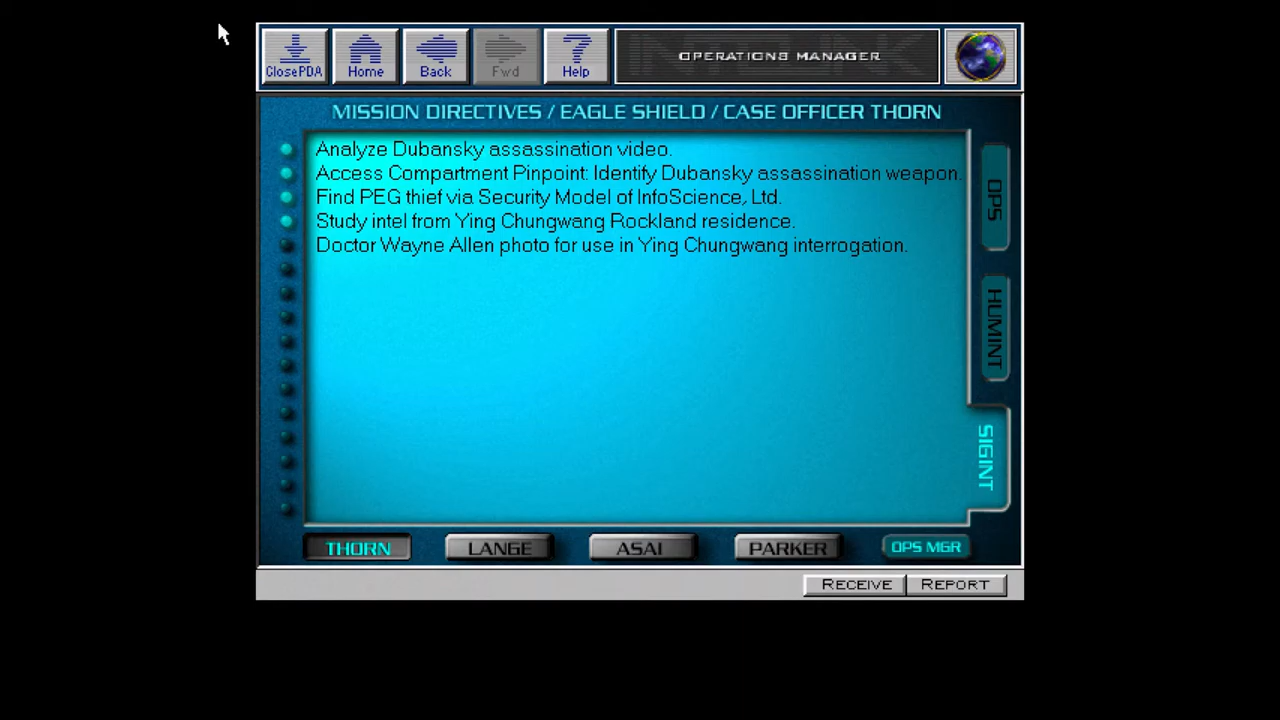 ClosePDA Home Back Fwd Help OPERATIONS MANAGER
MISSION DIRECTIVES / EAGLE SHIELD / CASE OFFICER THORN
Analyze Dubansky assassination video.
Access Compartment Pinpoint: Identify Dubansky assassination weapon.
Find PEG thief via Security Model of InfoScience, Ltd.
Study intel from Ying Chungwang Rockland residence.
Doctor Wayne Allen photo for use in Ying Chungwang interrogation.
OPS
HUMINT
SIGINT
THORN LANGE ASAI PARKER OPS MGR
RECEIVE REPORT